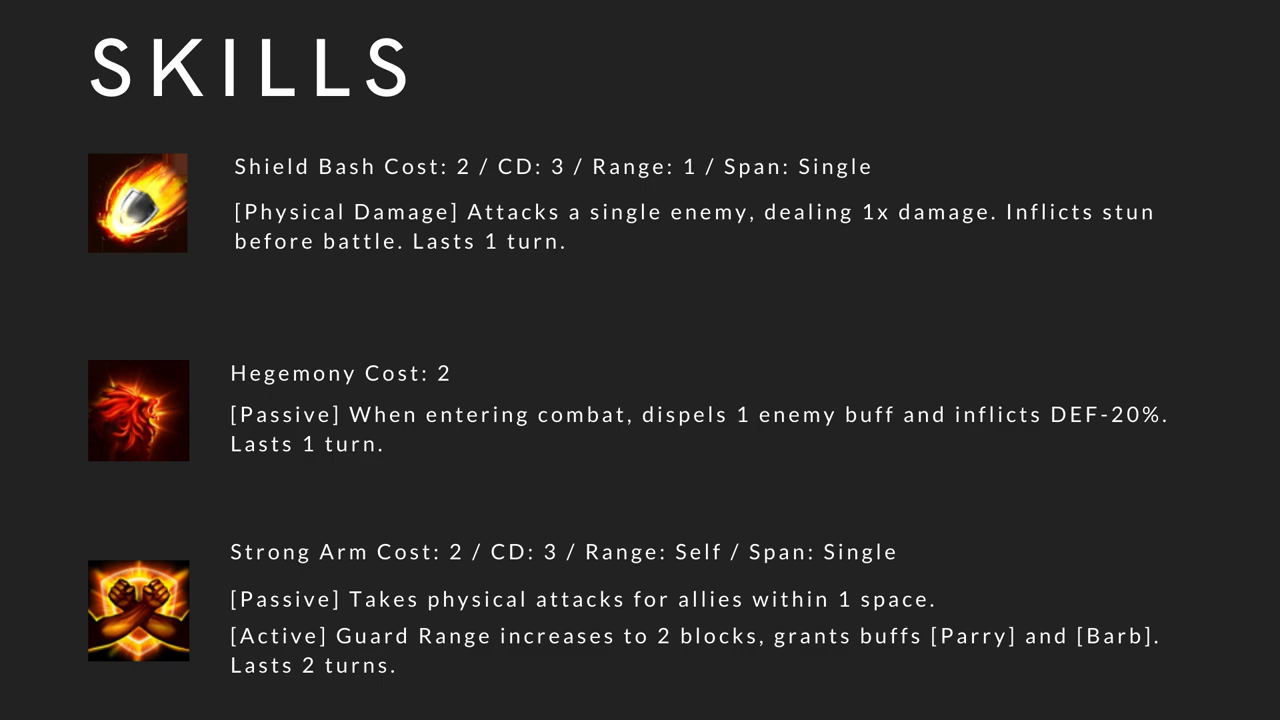 SKILLS
Shield Bash Cost: 2 / CD: 3 / Range: 1 / Span: Single
[Physical Damage] Attacks a single enemy, dealing 1x damage. Inflicts stun
before battle. Lasts 1 turn.
Hegemony Cost: 2
[Passive] When entering combat, dispels 1 enemy buff and inflicts DEF-20%.
Lasts 1 turn.
Strong Arm Cost: 2 / CD: 3 / Range: Self / Span: Single
[Passive] Takes physical attacks for allies within 1 space.
[Active] Guard Range increases to 2 blocks, grants buffs [Parry] and [Barb].
Lasts 2 turns.